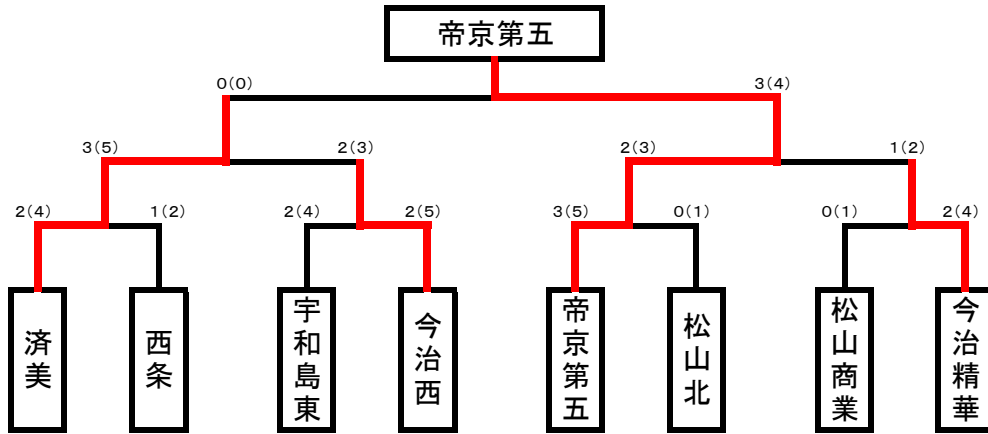 帝京第五
0(0)
3(4)
3(5)
2(3)
2(3)
1(2)
2(4)
1(2)
2(4)
2(5)
3(5)
0(1)
0(1)
2(4)
済美
西条
宇和島東
今治西
帝京第五
松山北
松山商業
今治精華